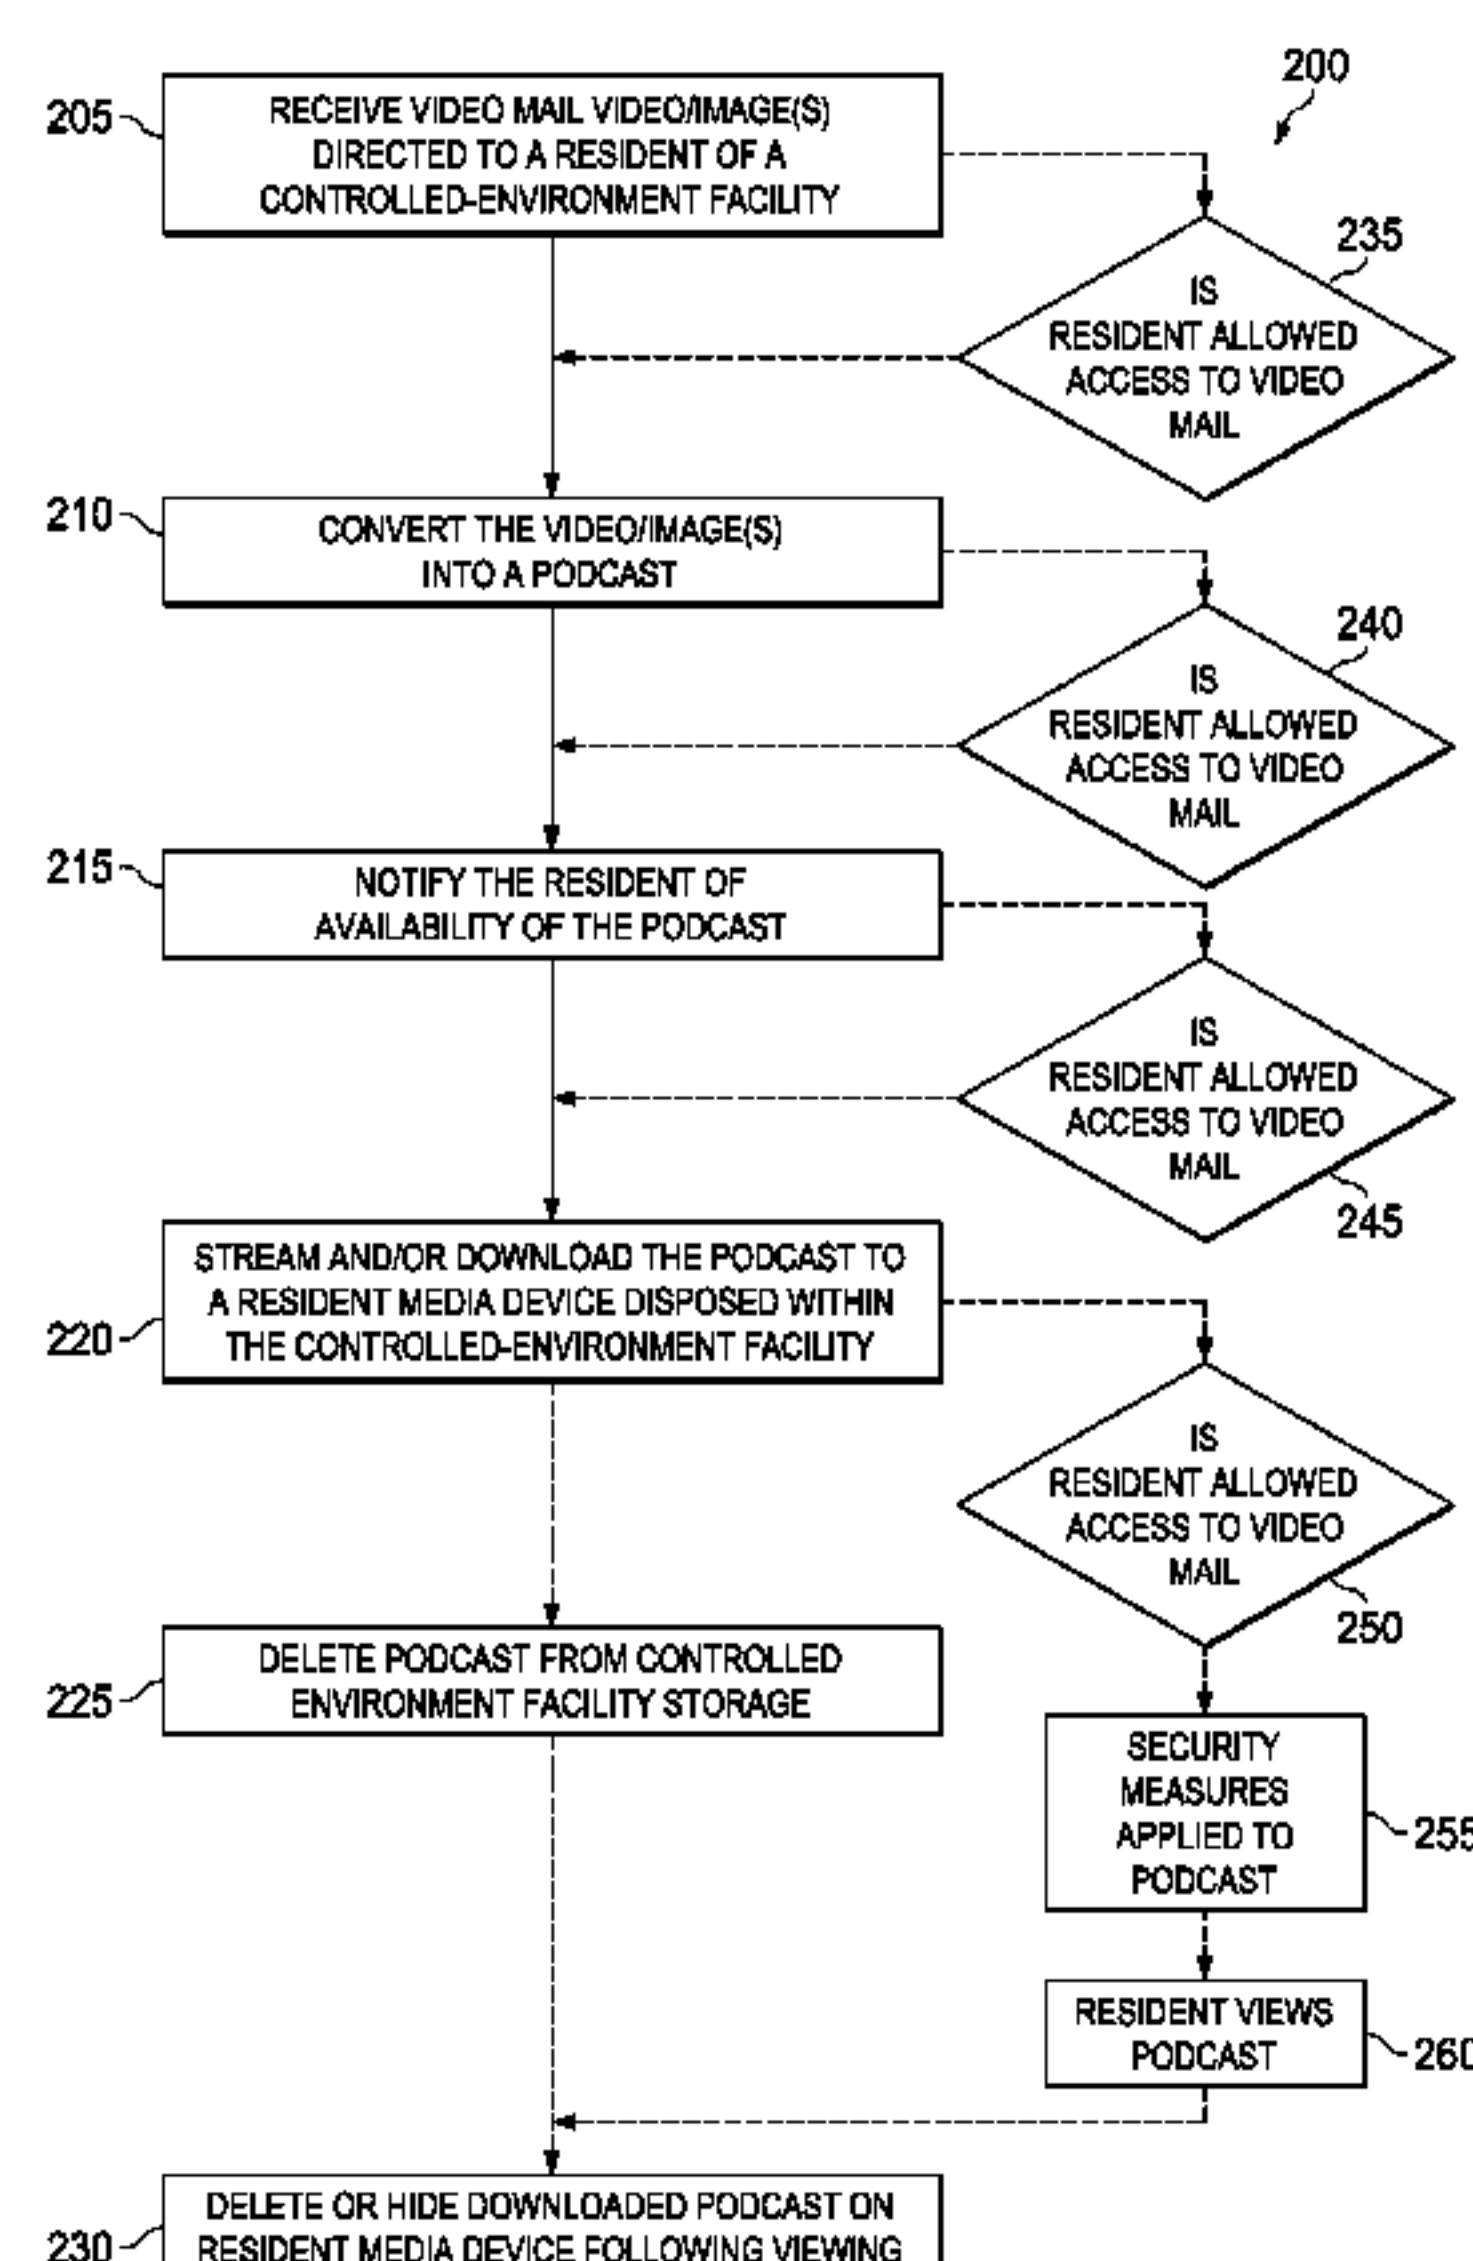 200
205
RECEIVE VIDEO MAIL VIDEO/IMAGE(S)
DIRECTED TO A RESIDENT OF A
CONTROLLED-ENVIRONMENT FACILITY
235
IS
RESIDENT ALLOWED
ACCESS TO VIDEO
MAIL
210
CONVERT THE VIDEO/IMAGE(S)
INTO A PODCAST
240
IS
RESIDENT ALLOWED
ACCESS TO VIDEO
MAIL
215
NOTIFY THE RESIDENT OF
AVAILABILITY OF THE PODCAST
IS
RESIDENT ALLOWED
ACCESS TO VIDEO
MAIL
245
220
STREAM AND/OR DOWNLOAD THE PODCAST TO
A RESIDENT MEDIA DEVICE DISPOSED WITHIN
THE CONTROLLED-ENVIRONMENT FACILITY
IS
RESIDENT ALLOWED
ACCESS TO VIDEO
MAIL
250
225
DELETE PODCAST FROM CONTROLLED
ENVIRONMENT FACILITY STORAGE
SECURITY
MEASURES
APPLIED TO
PODCAST
255
RESIDENT VIEWS
PODCAST
260
230
DELETE OR HIDE DOWNLOADED PODCAST ON
RESIDENT MEDIA DEVICE FOLLOWING VIEWING